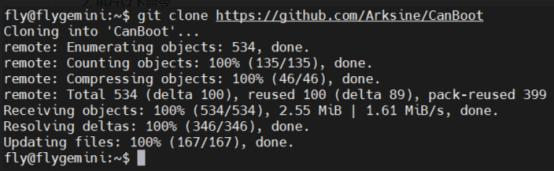 fly@flygemini:~$ git clone https://github.com/Arksine/CanBoot
Cloning into 'CanBoot'...
remote: Enumerating objects: 534, done.
remote: Counting objects: 100% (135/135), done.
remote: Compressing objects: 100% (46/46), done.
remote: Total 534 (delta 100), reused 100 (delta 89), pack-reused 399
Receiving objects: 100% (534/534), 2.55 MiB | 1.61 MiB/s, done.
Resolving deltas: 100% (346/346), done.
Updating files: 100% (167/167), done.
fly@flygemini:~$